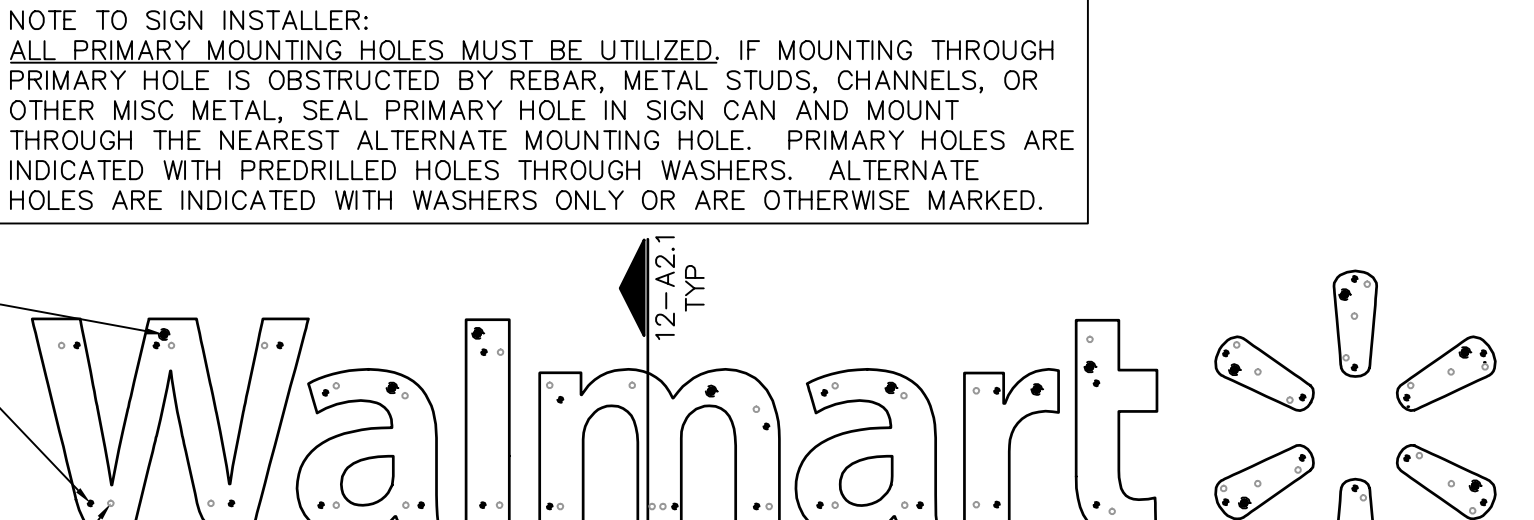 NOTE TO SIGN INSTALLER:
ALL PRIMARY MOUNTING HOLES MUST BE UTILIZED. IF MOUNTING THROUGH
PRIMARY HOLE IS OBSTRUCTED BY REBAR, METAL STUDS, CHANNELS, OR
OTHER MISC METAL, SEAL PRIMARY HOLE IN SIGN CAN AND MOUNT
THROUGH THE NEAREST ALTERNATE MOUNTING HOLE. PRIMARY HOLES ARE
INDICATED WITH PREDRILLED HOLES THROUGH WASHERS. ALTERNATE
HOLES ARE INDICATED WITH WASHERS ONLY OR ARE OTHERWISE MARKED.
12-A2.1
TYP
Walmart